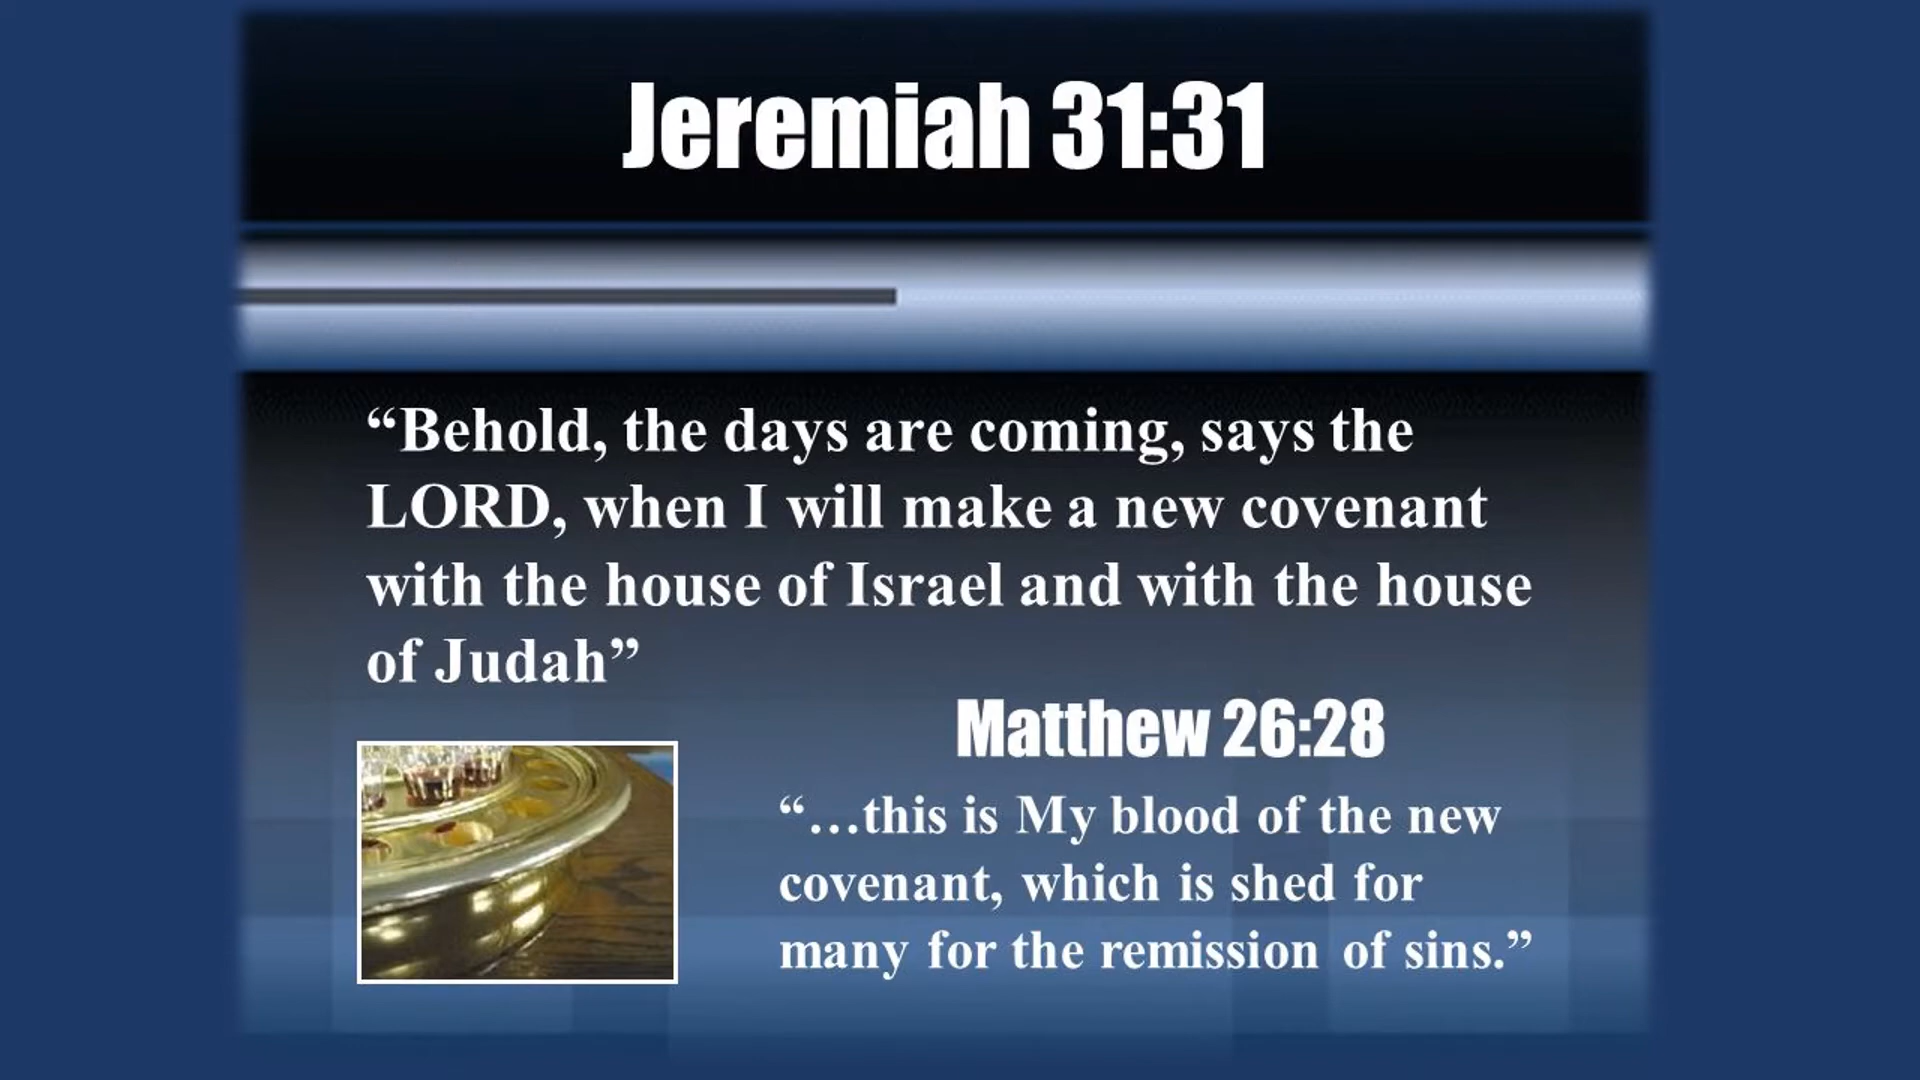 Jeremiah 31:31
“Behold, the days are coming, says the
LORD, when I will make a new covenant
with the house of Israel and with the house
of Judah”
Matthew 26:28
“…this is My blood of the new
covenant, which is shed for
many for the remission of sins.”